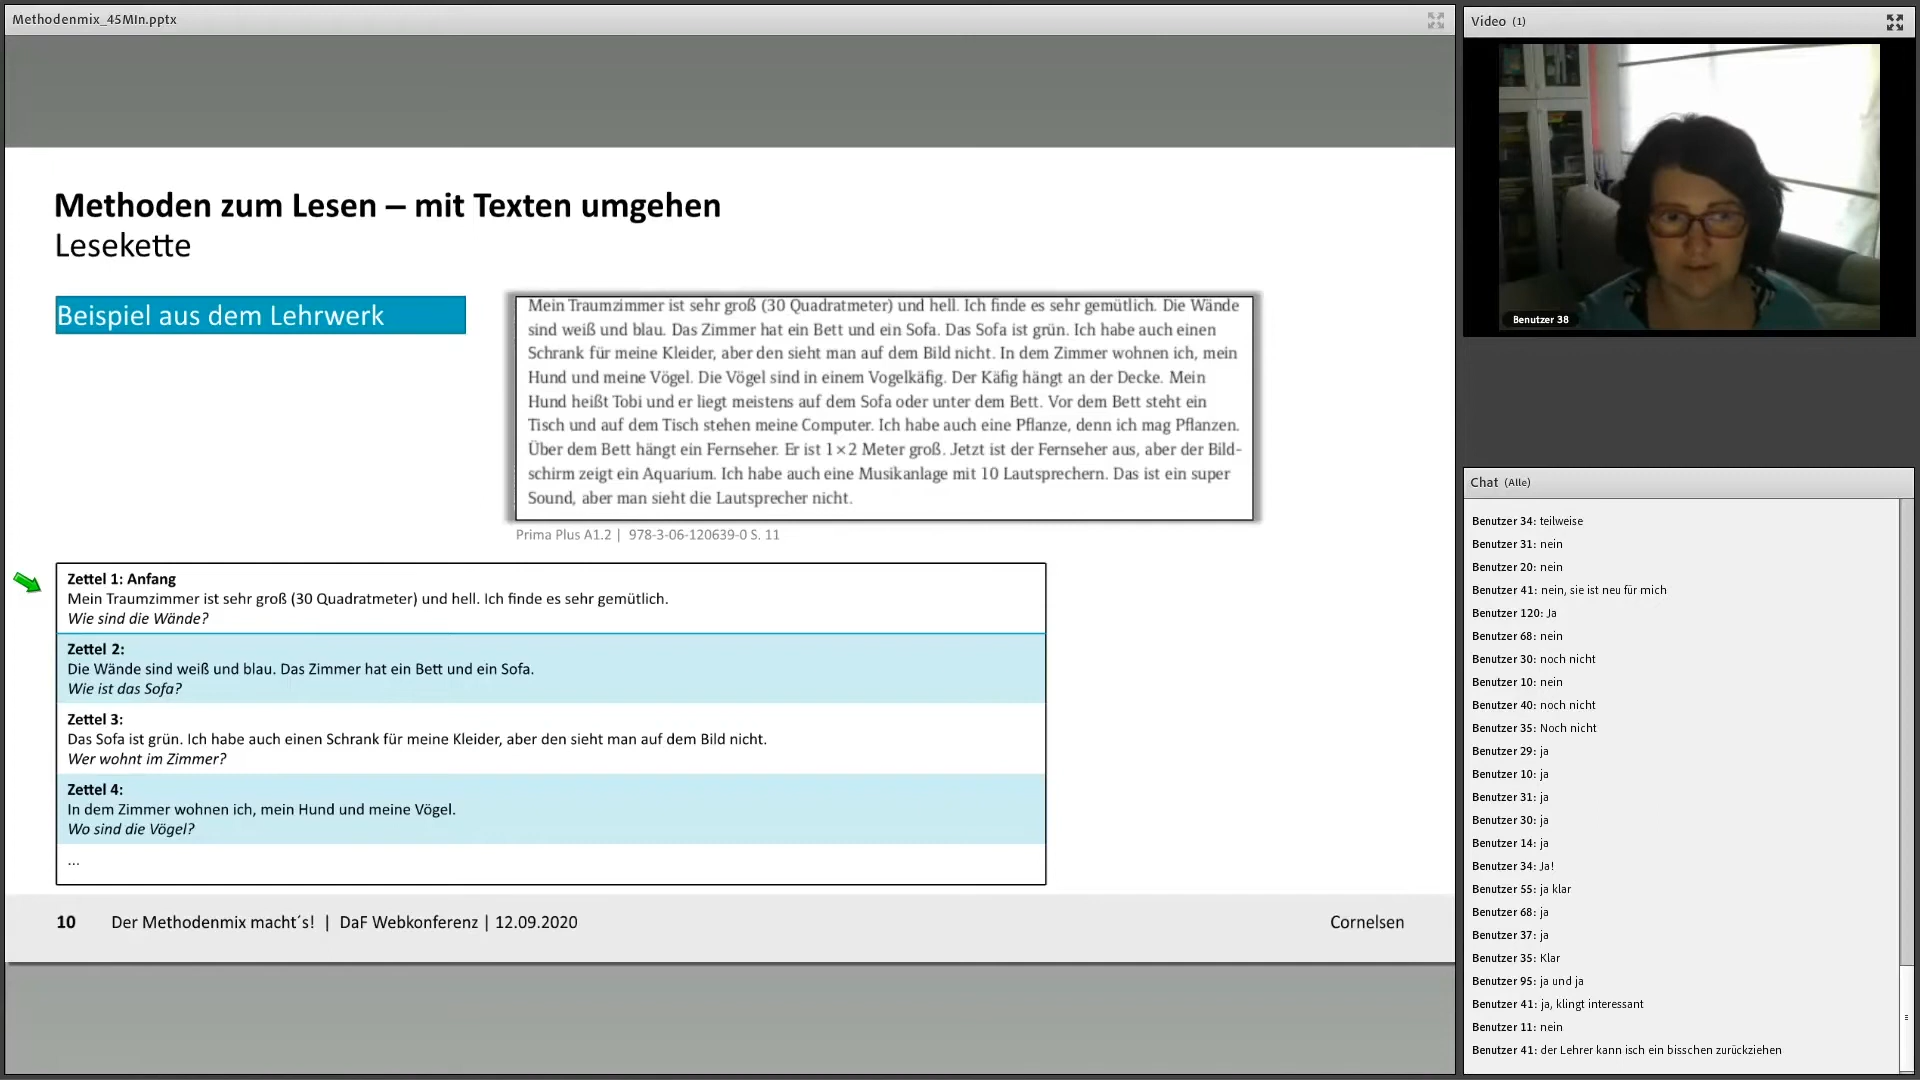 Methodenmix_45MIn.pptx
Methoden zum Lesen – mit Texten umgehen
Lesekette
Beispiel aus dem Lehrwerk
Mein Traumzimmer ist sehr groß (30 Quadratmeter) und hell. Ich finde es sehr gemütlich. Die Wände
sind weiß und blau. Das Zimmer hat ein Bett und ein Sofa. Das Sofa ist grün. Ich habe auch einen
Schrank für meine Kleider, aber den sieht man auf dem Bild nicht. In dem Zimmer wohnen ich, mein
Hund und meine Vögel. Die Vögel sind in einem Vogelkäfig. Der Käfig hängt an der Decke. Mein
Hund heißt Tobi und er liegt meistens auf dem Sofa oder unter dem Bett. Vor dem Bett steht ein
Tisch und auf dem Tisch stehen meine Computer. Ich habe auch eine Pflanze, denn ich mag Pflanzen.
Über dem Bett hängt ein Fernseher. Er ist 1×2 Meter groß. Jetzt ist der Fernseher aus, aber der Bild-
schirm zeigt ein Aquarium. Ich habe auch eine Musikanlage mit 10 Lautsprechern. Das ist ein super
Sound, aber man sieht die Lautsprecher nicht.
Prima Plus A1.2 | 978-3-06-120639-0 S. 11
Zettel 1: Anfang
Mein Traumzimmer ist sehr groß (30 Quadratmeter) und hell. Ich finde es sehr gemütlich.
Wie sind die Wände?
Zettel 2:
Die Wände sind weiß und blau. Das Zimmer hat ein Bett und ein Sofa.
Wie ist das Sofa?
Zettel 3:
Das Sofa ist grün. Ich habe auch einen Schrank für meine Kleider, aber den sieht man auf dem Bild nicht.
Wer wohnt im Zimmer?
Zettel 4:
In dem Zimmer wohnen ich, mein Hund und meine Vögel.
Wo sind die Vögel?
...
10 Der Methodenmix macht´s! | DaF Webkonferenz | 12.09.2020 Cornelsen
Video (1)
Benutzer 38
Chat (Alle)
Benutzer 34: teilweise
Benutzer 31: nein
Benutzer 20: nein
Benutzer 41: nein, sie ist neu für mich
Benutzer 120: Ja
Benutzer 68: nein
Benutzer 30: noch nicht
Benutzer 10: nein
Benutzer 40: noch nicht
Benutzer 35: Noch nicht
Benutzer 29: ja
Benutzer 10: ja
Benutzer 31: ja
Benutzer 30: ja
Benutzer 14: ja
Benutzer 34: Ja!
Benutzer 55: ja klar
Benutzer 68: ja
Benutzer 37: ja
Benutzer 35: Klar
Benutzer 95: ja und ja
Benutzer 41: ja, klingt interessant
Benutzer 11: nein
Benutzer 41: der Lehrer kann isch ein bisschen zurückziehen